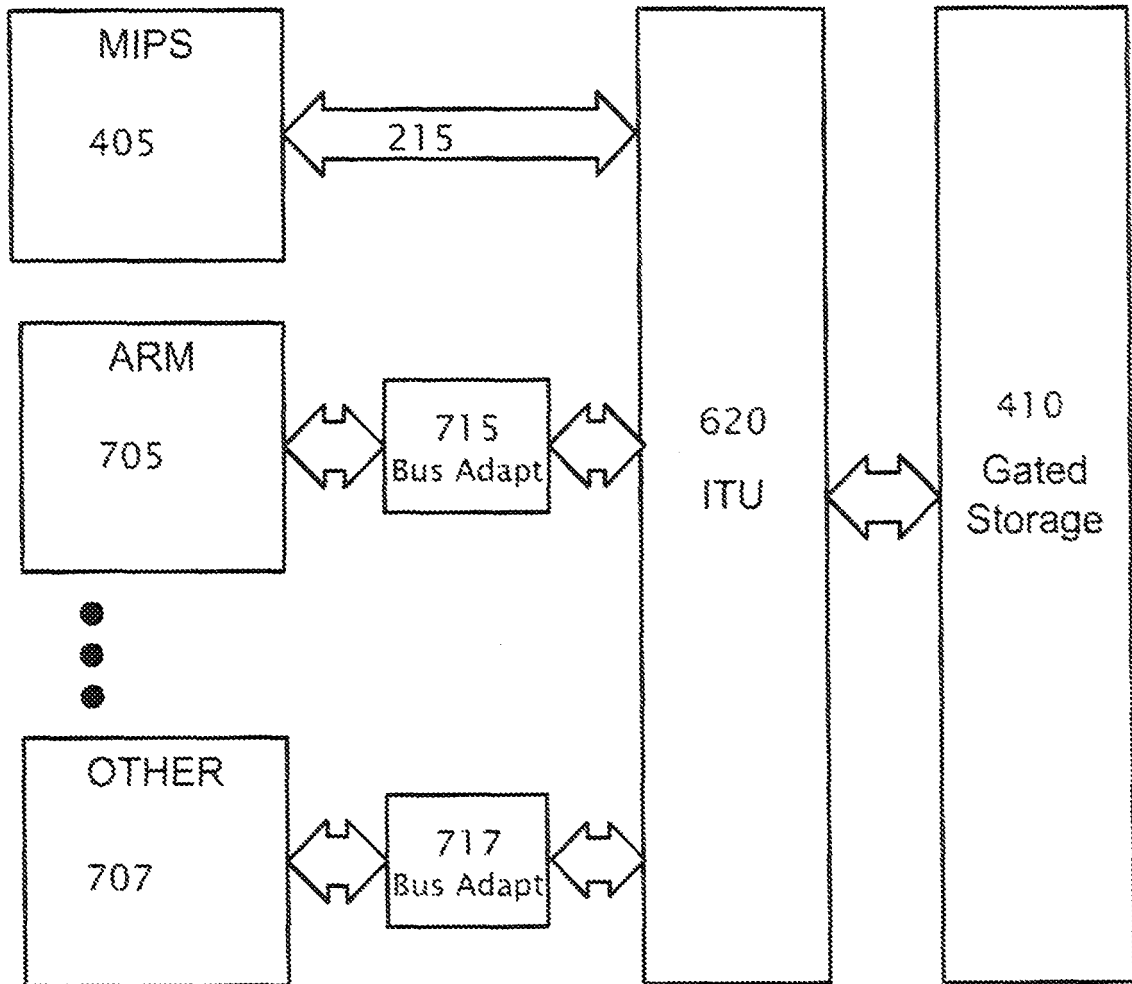 MIPS
405
215
ARM
705
715
Bus Adapt
620
ITU
410
Gated
Storage
OTHER
707
717
Bus Adapt